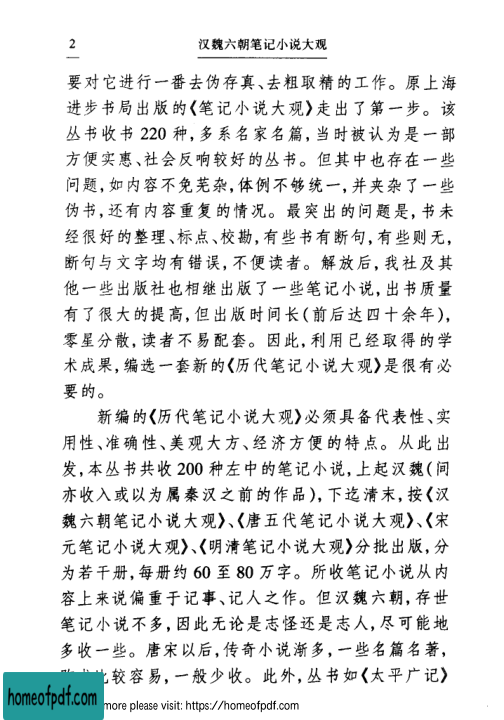 2
汉魏六朝笔记小说大观
要对它进行一番去伪存真、去粗取精的工作。原上海
进步书局出版的《笔记小说大观》走出了第一步。该
丛书收书220种，多系名家名篇，当时被认为是一部
方便实惠、社会反响较好的丛书。但其中也存在一些
问题，如内容不免芜杂，体例不够统一，并夹杂了一些
伪书，还有内容重复的情况。最突出的问题是，书未
经很好的整理、标点、校勘，有些书有断句，有些则无，
断句与文字均有错误，不便读者。解放后，我社及其
他一些出版社也相继出版了一些笔记小说，出书质量
有了很大的提高，但出版时间长（前后达四十余年），
零星分散，读者不易配套。因此，利用已经取得的学
术成果，编选一套新的《历代笔记小说大观》是很有必
要的。
新编的《历代笔记小说大观》必须具备代表性、实
用性、准确性、美观大方、经济方便的特点。从此出
发，本丛书共收200种左中的笔记小说，上起汉魏（间
亦收入或以为属秦汉之前的作品），下迄清末，按《汉
魏六朝笔记小说大观》、《唐五代笔记小说大观》、《宋
元笔记小说大观》、《明清笔记小说大观》分批出版，分
为若干册，每册约60至80万字。所收笔记小说从内
容上来说偏重于记事、记人之作。但汉魏六朝，存世
笔记小说不多，因此无论是志怪还是志人，尽可能地
多收一些。唐宋以后，传奇小说渐多，一些名篇名著，
比较容易，一般少收。此外，丛书如《太平广记》
homeofpdf.com
more please visit: https://homeofpdf.com